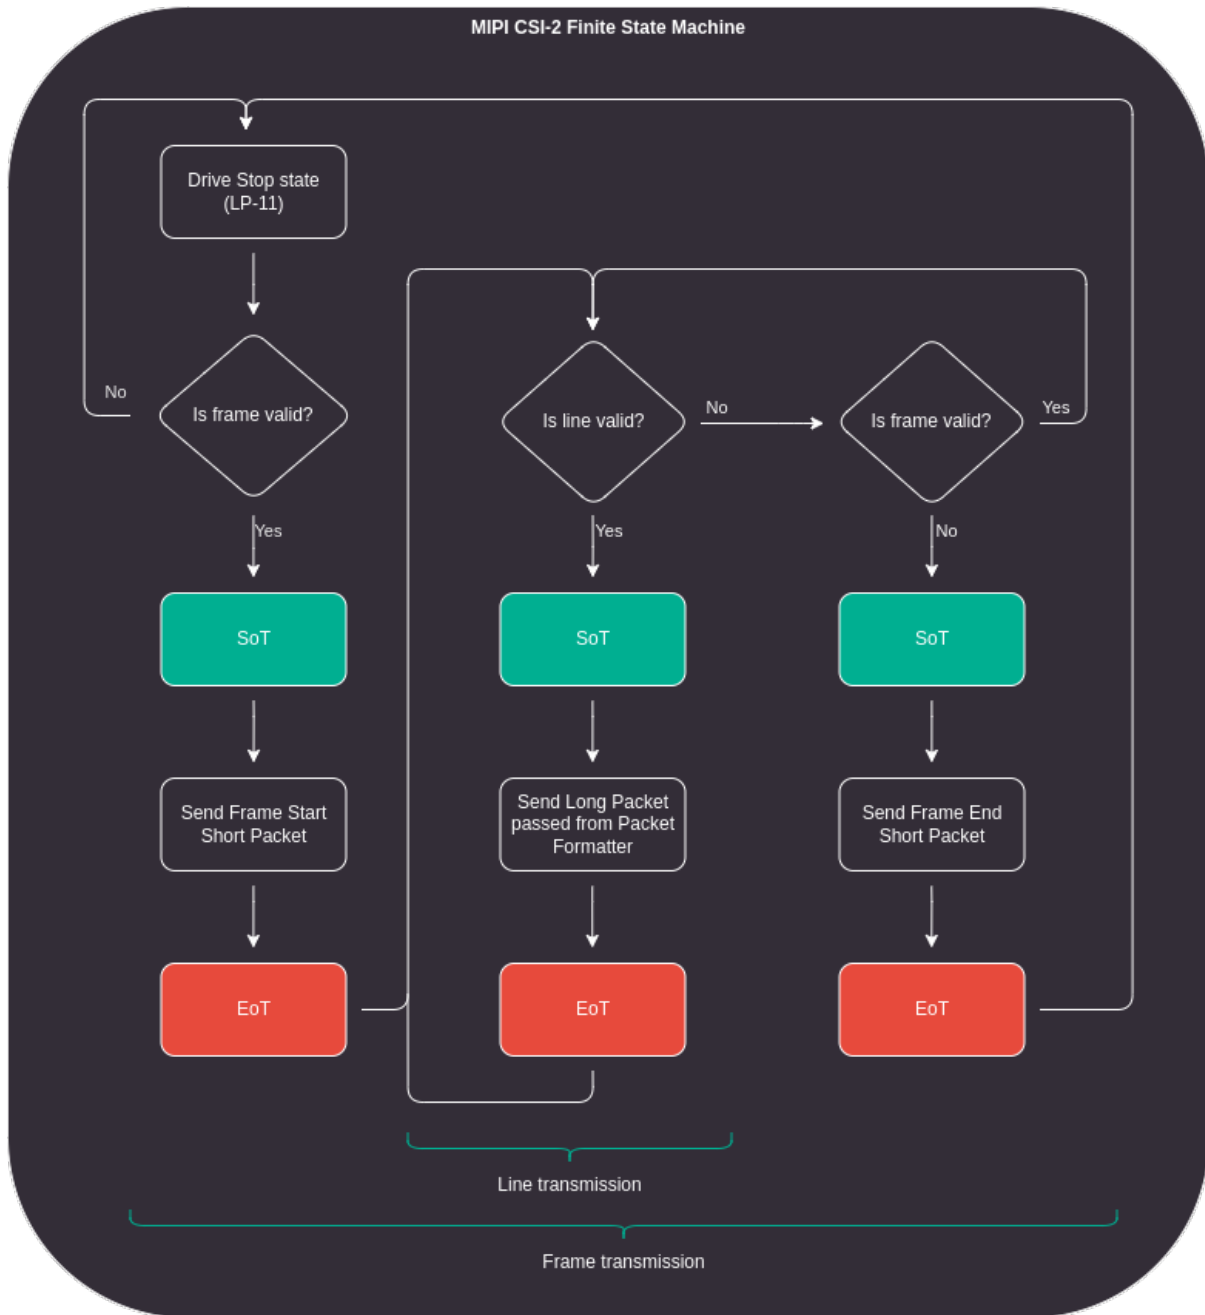 MIPI CSI-2 Finite State Machine
Drive Stop state
(LP-11)
No
Is frame valid?
Yes
SoT
Send Frame Start
Short Packet
EoT
Is line valid?
No
Yes
SoT
Send Long Packet
passed from Packet
Formatter
EoT
Is frame valid?
Yes
No
SoT
Send Frame End
Short Packet
EoT
Line transmission
Frame transmission